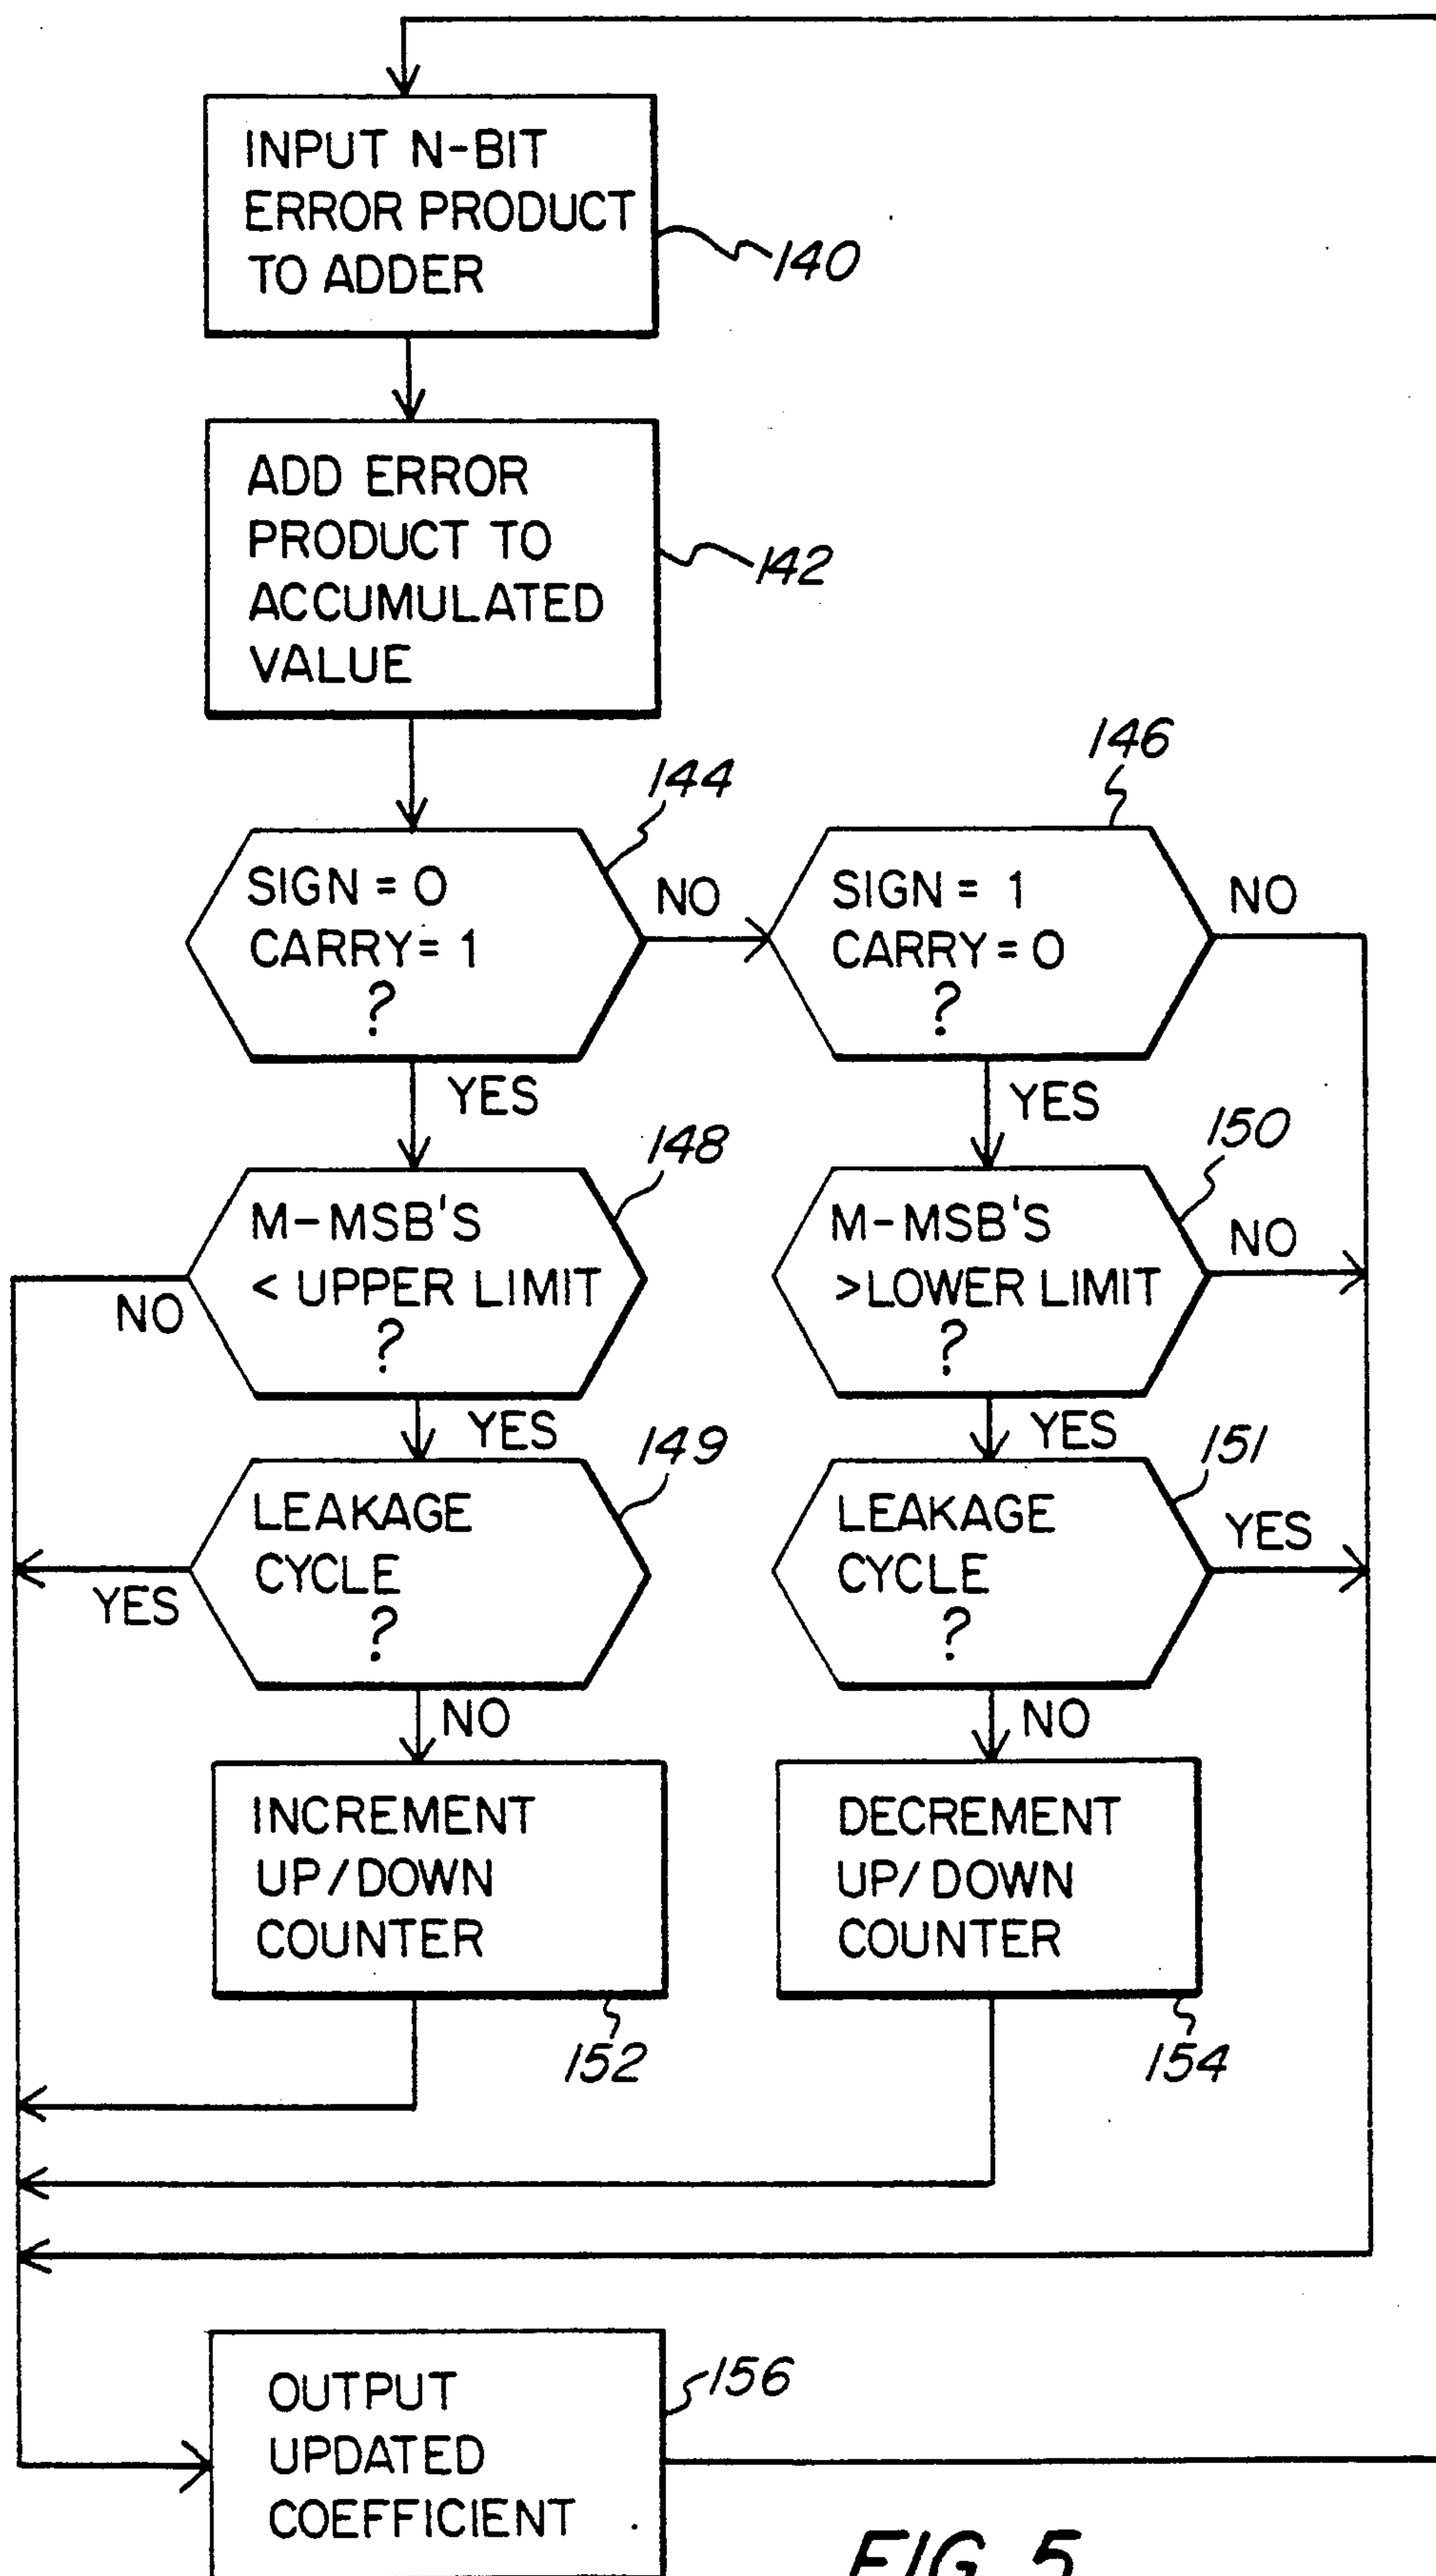 INPUT N-BIT
ERROR PRODUCT
TO ADDER
140
ADD ERROR
PRODUCT TO
ACCUMULATED
VALUE
142
144
SIGN = 0
CARRY = 1
?
NO
YES
146
SIGN = 1
CARRY = 0
?
NO
YES
148
M-MSB'S
< UPPER LIMIT
?
NO
YES
150
M-MSB'S
>LOWER LIMIT
?
NO
YES
149
LEAKAGE
CYCLE
?
YES
NO
151
LEAKAGE
CYCLE
?
YES
NO
INCREMENT
UP/DOWN
COUNTER
152
DECREMENT
UP/DOWN
COUNTER
154
OUTPUT
UPDATED
COEFFICIENT
156
FIG. 5